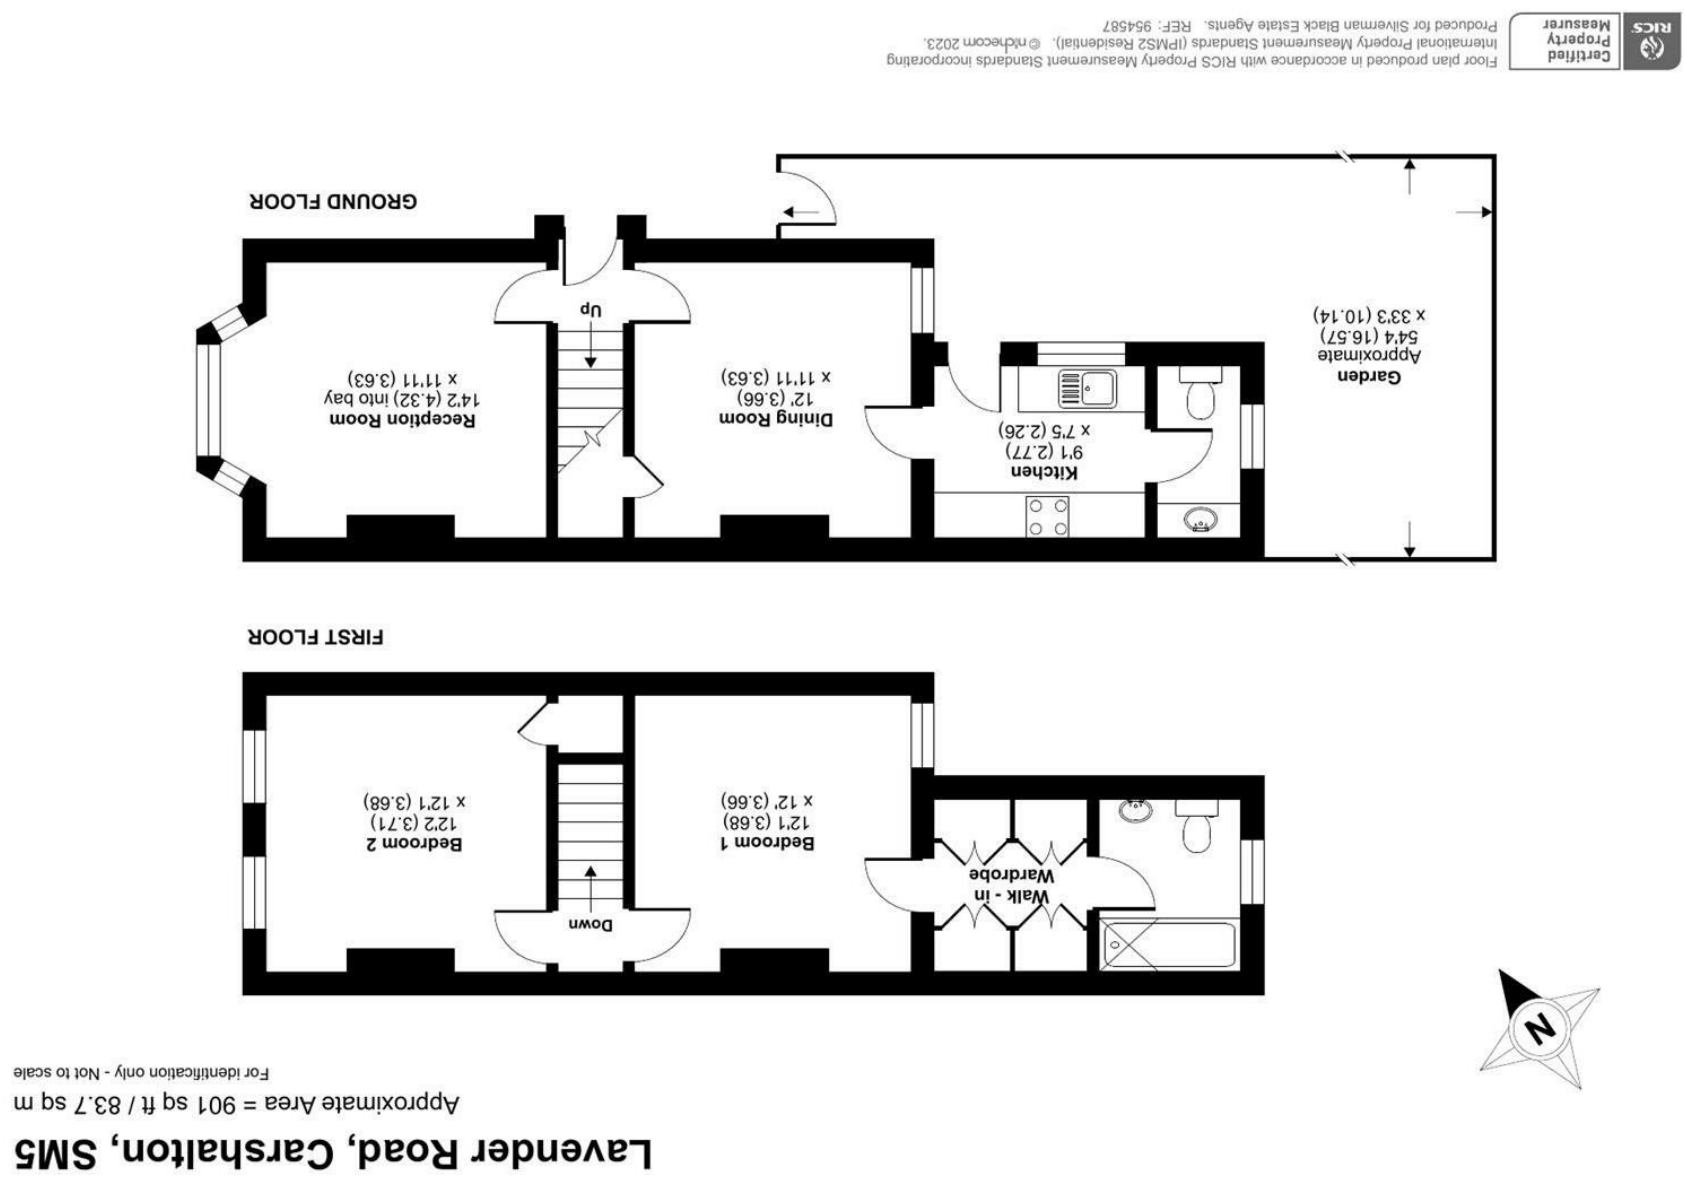 Lavender Road, Carshalton, SM5
Approximate Area = 901 sq ft / 83.7 sq m
For identification only - Not to scale
N
Down
Bedroom 1
12'1 (3.68)
x 12' (3.66)
Bedroom 2
12'2 (3.71)
x 12'1 (3.68)
Walk - in
Wardrobe
FIRST FLOOR
Garden
Approximate
54'4 (16.57)
x 33'3 (10.14)
Kitchen
9'1 (2.77)
x 7'5 (2.26)
Dining Room
12' (3.66)
x 11'11 (3.63)
Reception Room
14'2 (4.32) into bay
x 11'11 (3.63)
Up
GROUND FLOOR
RICS
Certified
Property
Measurer
Floor plan produced in accordance with RICS Property Measurement Standards incorporating
International Property Measurement Standards (IPMS2 Residential). © nichecom 2023.
Produced for Silverman Black Estate Agents. REF: 954587